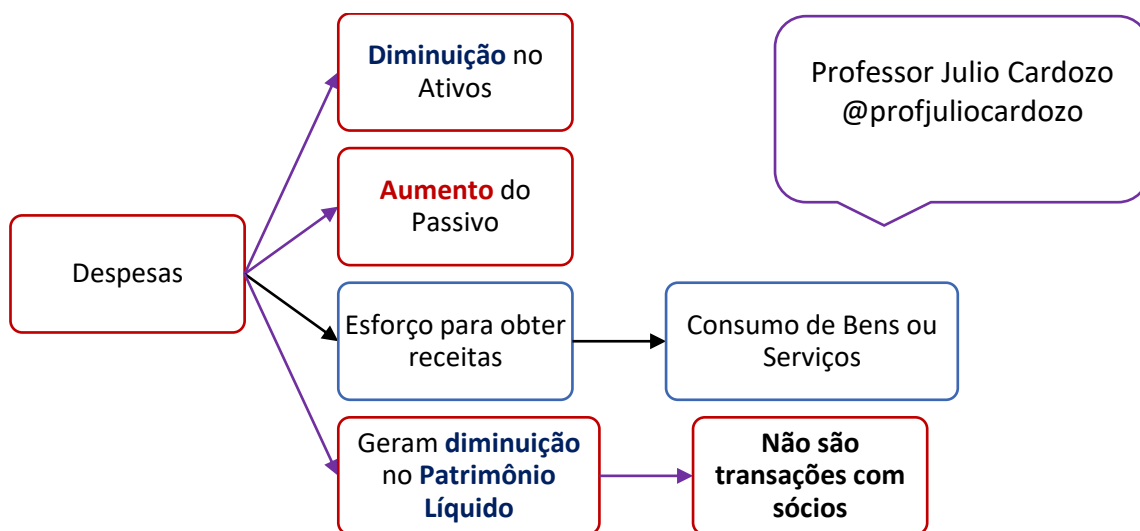 Diminuição no
Ativos
Professor Julio Cardozo
@profjuliocardozo
Aumento do
Passivo
Despesas
Esforço para obter
receitas
Consumo de Bens ou
Serviços
Geram diminuição
no Patrimônio
Líquido
Não são
transações com
sócios